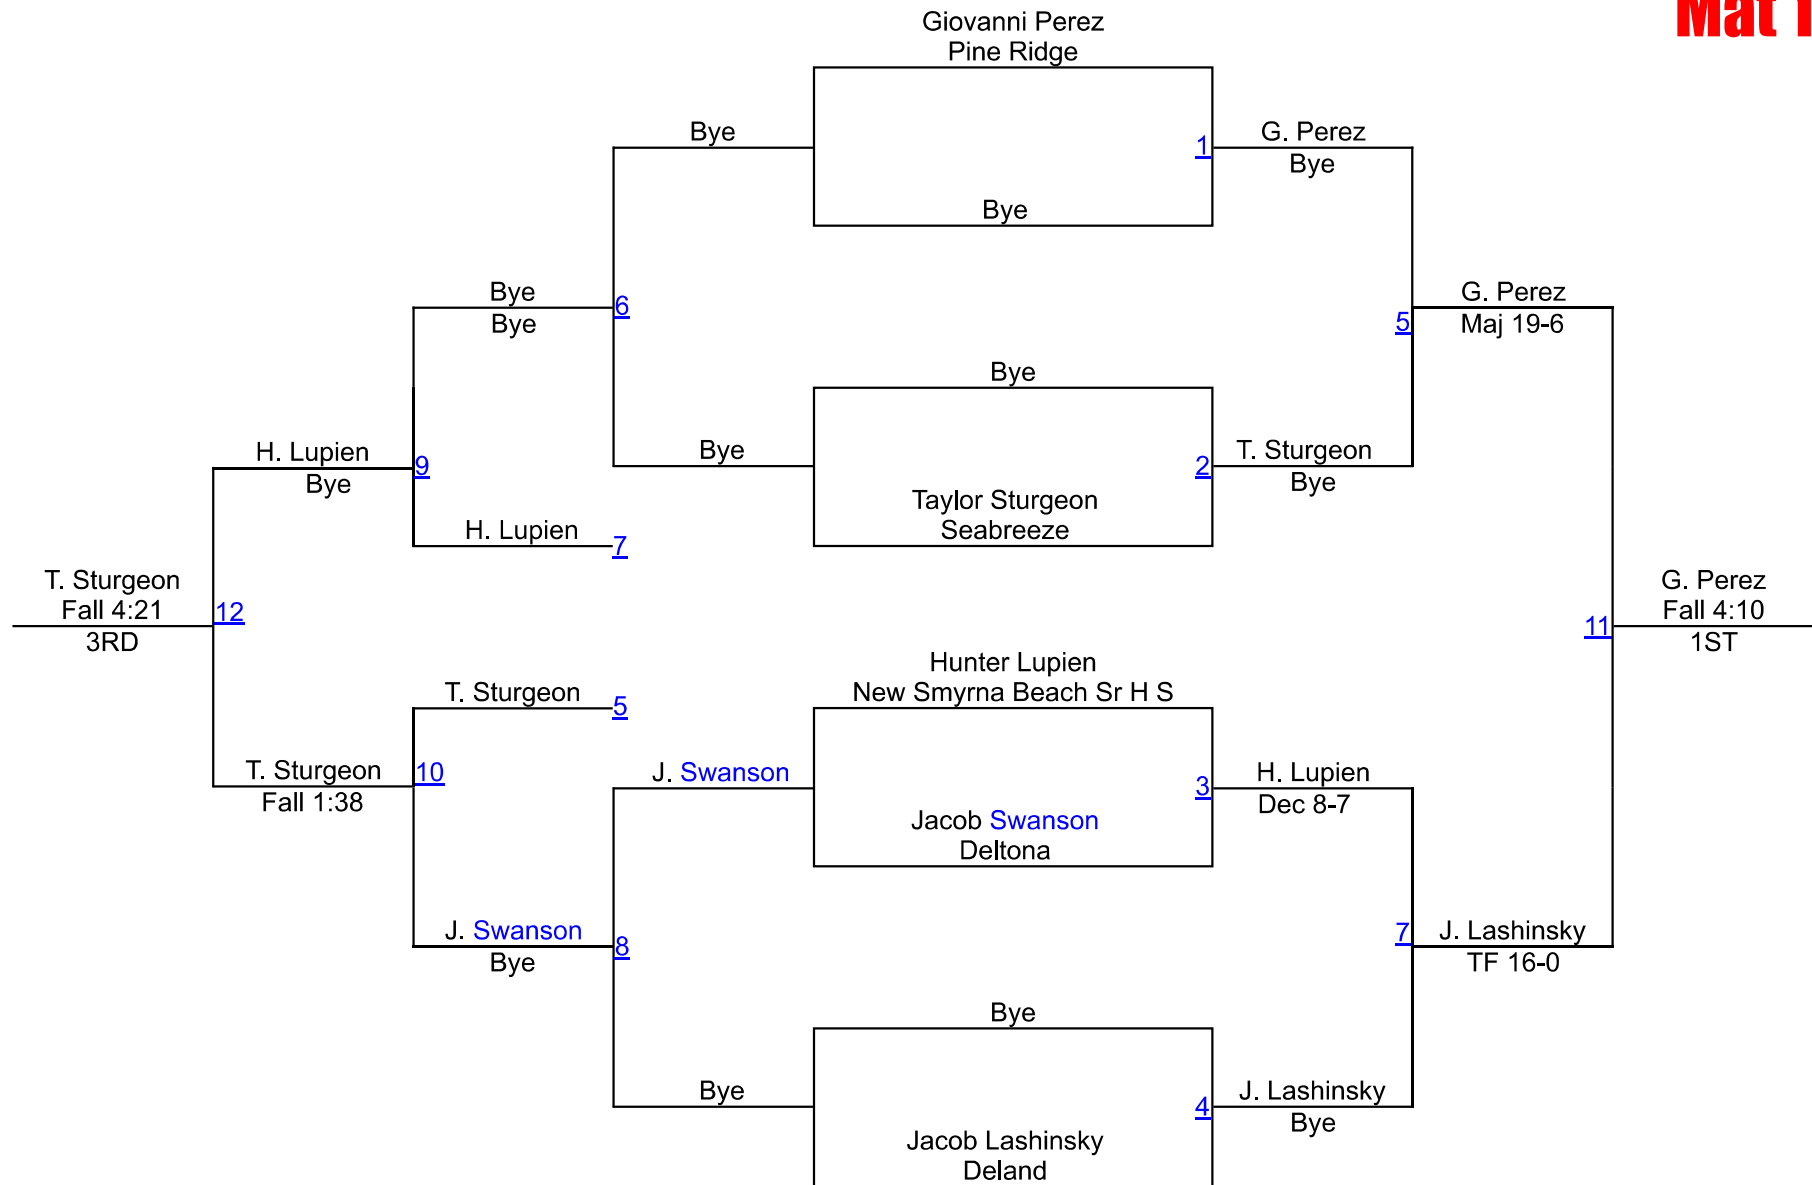 Mat 1
Giovanni Perez
Pine Ridge
Bye
1
G. Perez
Bye
Bye
Bye
Bye
6
G. Perez
5
Maj 19-6
Bye
H. Lupien
Bye
9
Bye
2
T. Sturgeon
Bye
Taylor Sturgeon
Seabreeze
H. Lupien
7
T. Sturgeon
Fall 4:21
3RD
12
G. Perez
Fall 4:10
1ST
11
Hunter Lupien
New Smyrna Beach Sr H S
T. Sturgeon
5
T. Sturgeon
Fall 1:38
10
J. Swanson
3
H. Lupien
Dec 8-7
Jacob Swanson
Deltona
J. Swanson
Bye
8
7
J. Lashinsky
TF 16-0
Bye
Bye
4
J. Lashinsky
Bye
Jacob Lashinsky
Deland